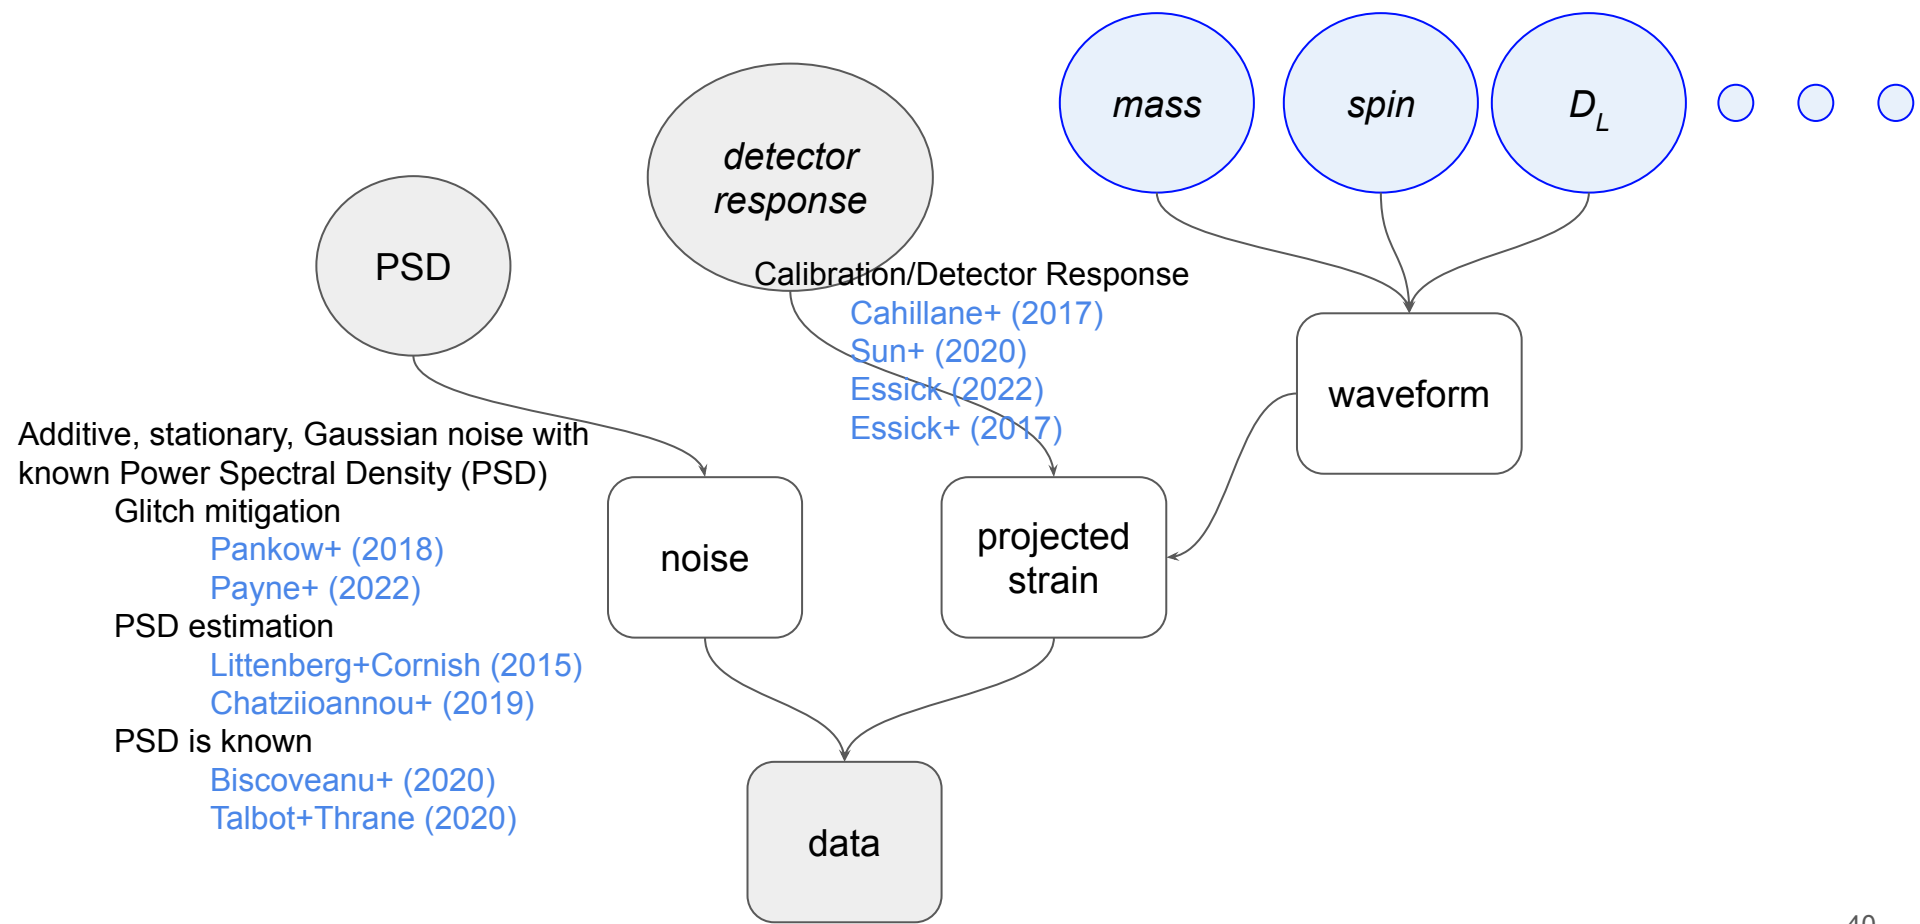 mass
spin
D_L
detector
response
PSD
Calibration/Detector Response
Cahillane+ (2017)
Sun+ (2020)
Essick (2022)
Essick+ (2017)
waveform
Additive, stationary, Gaussian noise with
known Power Spectral Density (PSD)
Glitch mitigation
Pankow+ (2018)
Payne+ (2022)
PSD estimation
Littenberg+Cornish (2015)
Chatziioannou+ (2019)
PSD is known
Biscoveanu+ (2020)
Talbot+Thrane (2020)
noise
projected
strain
data
40